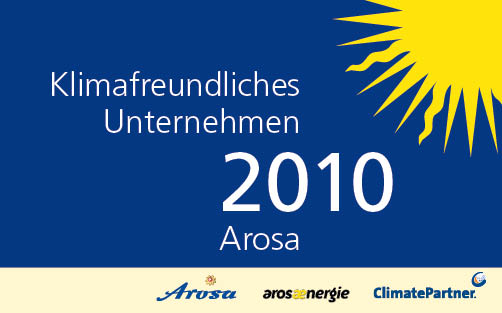 Klimafreundliches
Unternehmen
2010
Arosa
Arosa arosaenergie ClimatePartner.